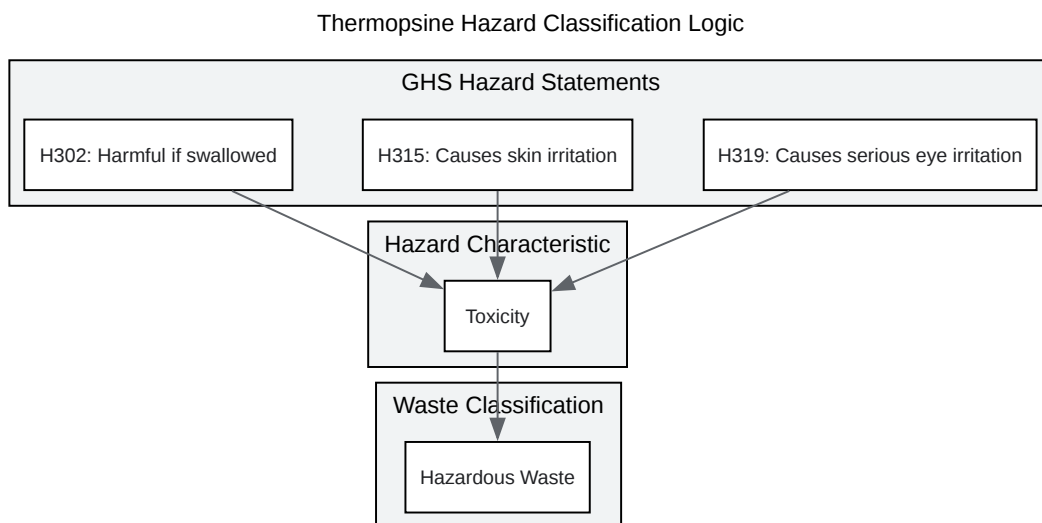 Thermopsine Hazard Classification Logic
GHS Hazard Statements
H302: Harmful if swallowed
H315: Causes skin irritation
H319: Causes serious eye irritation
Hazard Characteristic
Toxicity
Waste Classification
Hazardous Waste